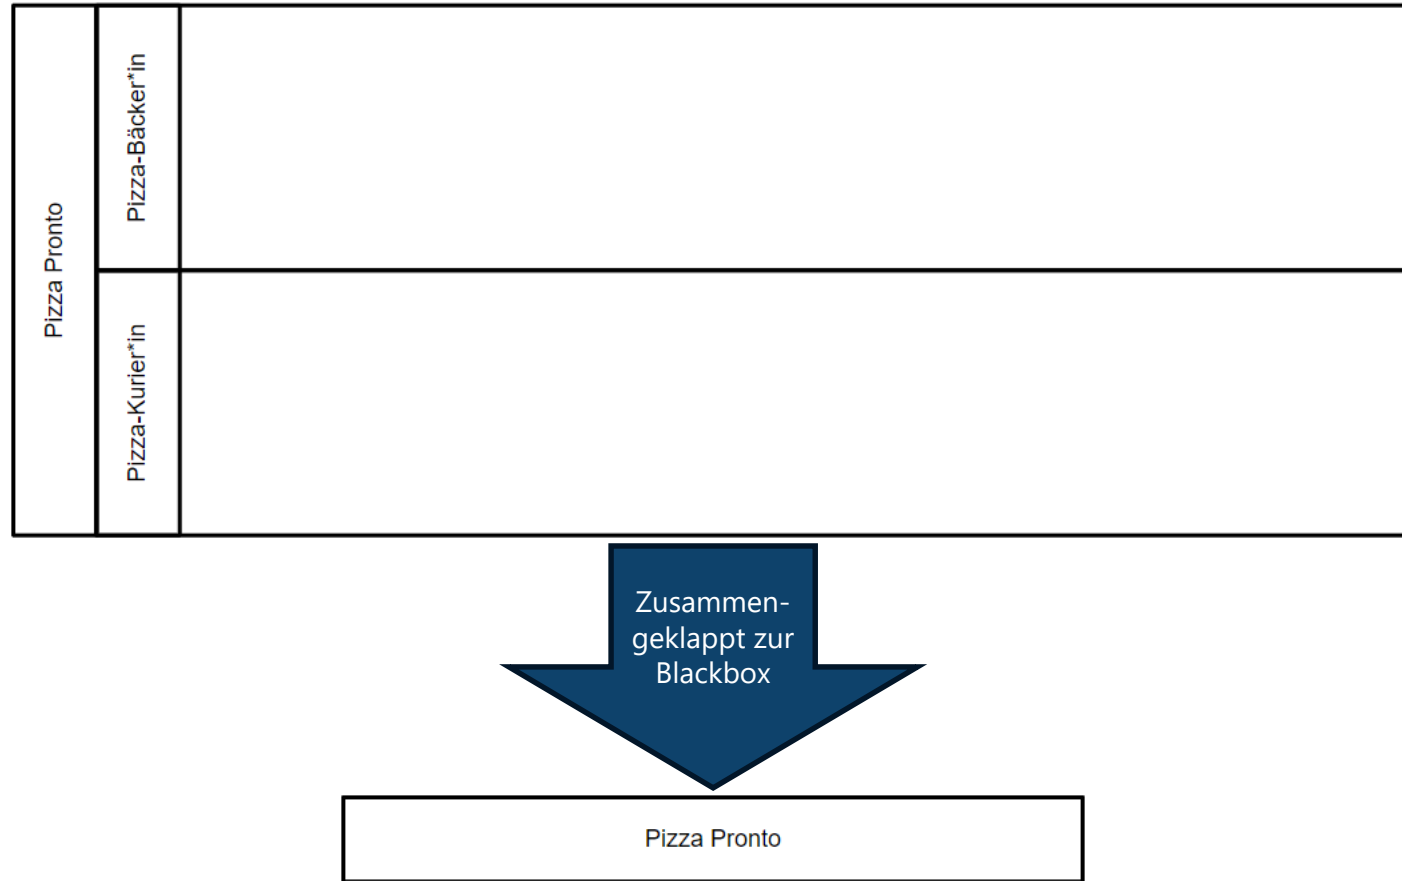 Pizza Pronto
Pizza-Bäcker*in
Pizza-Kurier*in
Zusammen-
geklappt zur
Blackbox
Pizza Pronto